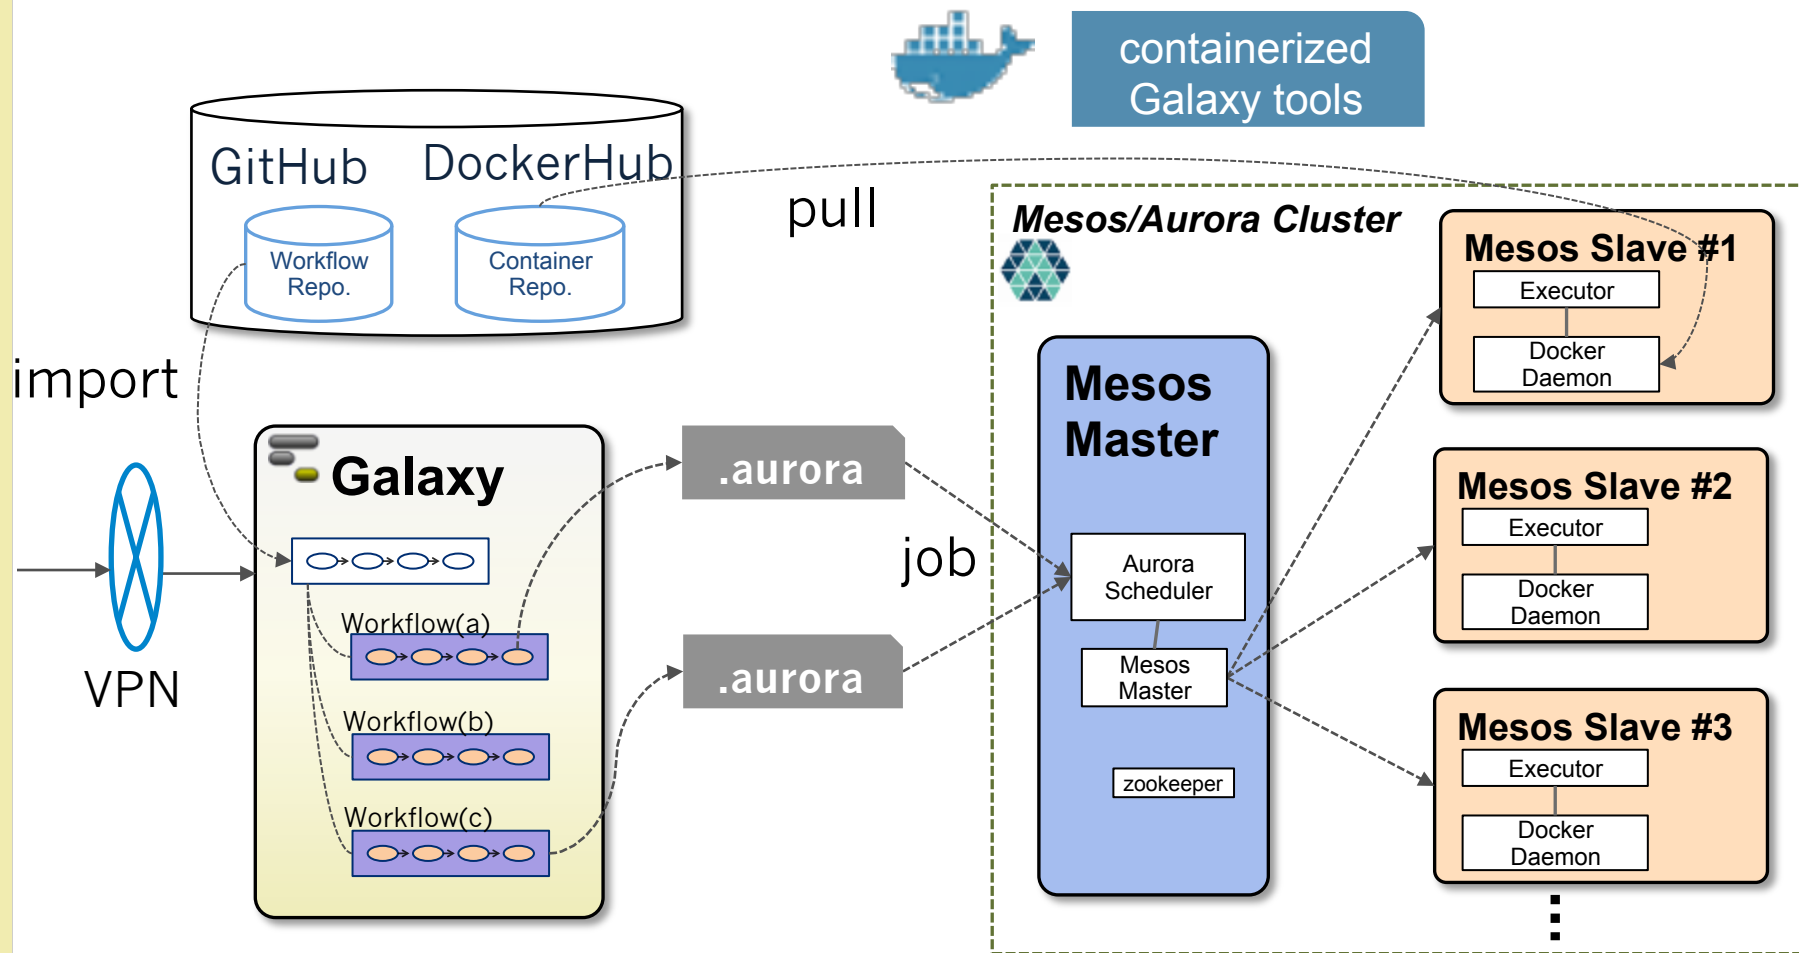 containerized
Galaxy tools
GitHub
DockerHub
Workflow
Repo.
Container
Repo.
pull
import
Mesos/Aurora Cluster
Mesos Slave #1
Executor
Docker
Daemon
Mesos
Master
Galaxy
.aurora
.aurora
job
Aurora
Scheduler
Mesos
Master
zookeeper
Mesos Slave #2
Executor
Docker
Daemon
VPN
Workflow(a)
Workflow(b)
Workflow(c)
Mesos Slave #3
Executor
Docker
Daemon